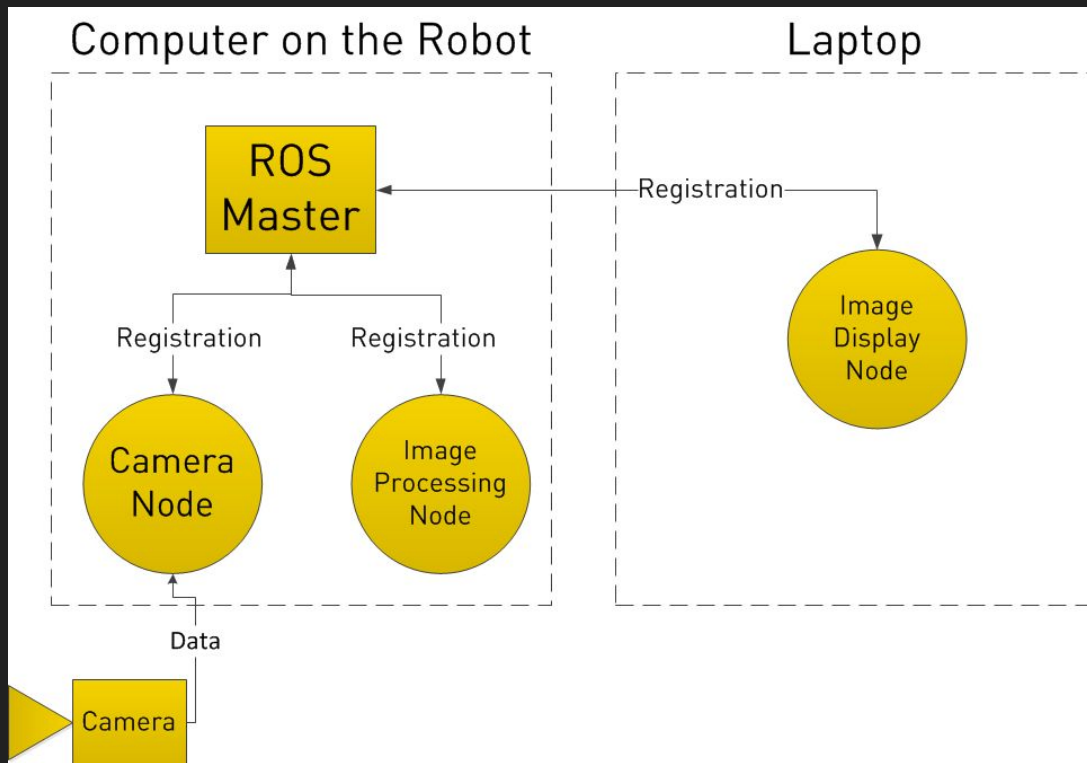 Computer on the Robot
Laptop
ROS
Master
Registration
Registration
Registration
Image
Display
Node
Camera
Node
Image
Processing
Node
Data
Camera